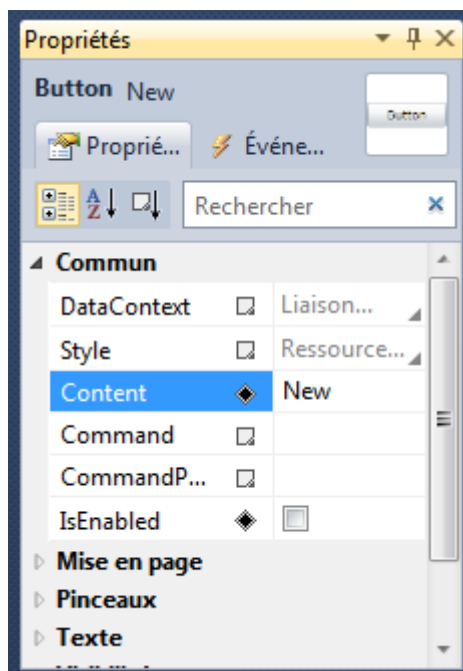 Propriétés
Button New
Button
Proprié... Événe...
A
Z
Rechercher
Commun
DataContext Liaison...
Style Ressource...
Content New
Command
CommandP...
IsEnabled
Mise en page
Pinceaux
Texte